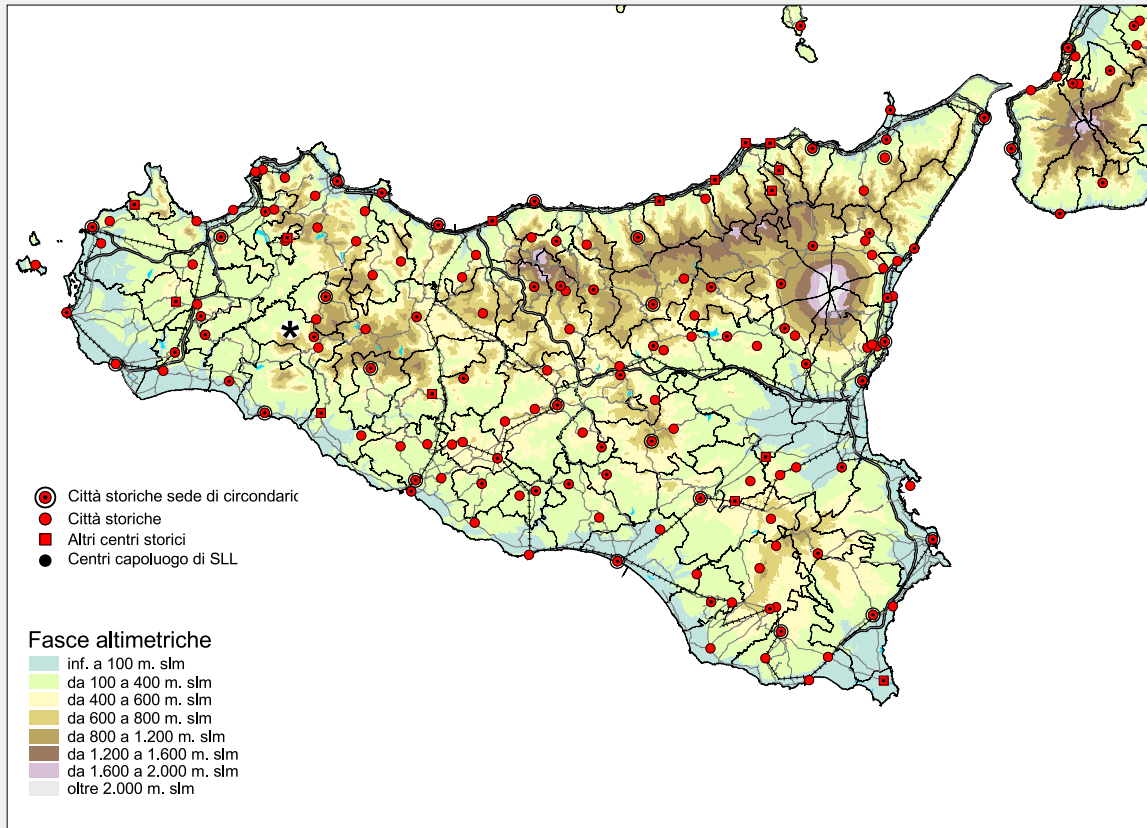 *
Città storiche sede di circondario
Città storiche
Altri centri storici
Centri capoluogo di SLL
Fasce altimetriche
inf. a 100 m. slm
da 100 a 400 m. slm
da 400 a 600 m. slm
da 600 a 800 m. slm
da 800 a 1.200 m. slm
da 1.200 a 1.600 m. slm
da 1.600 a 2.000 m. slm
oltre 2.000 m. slm